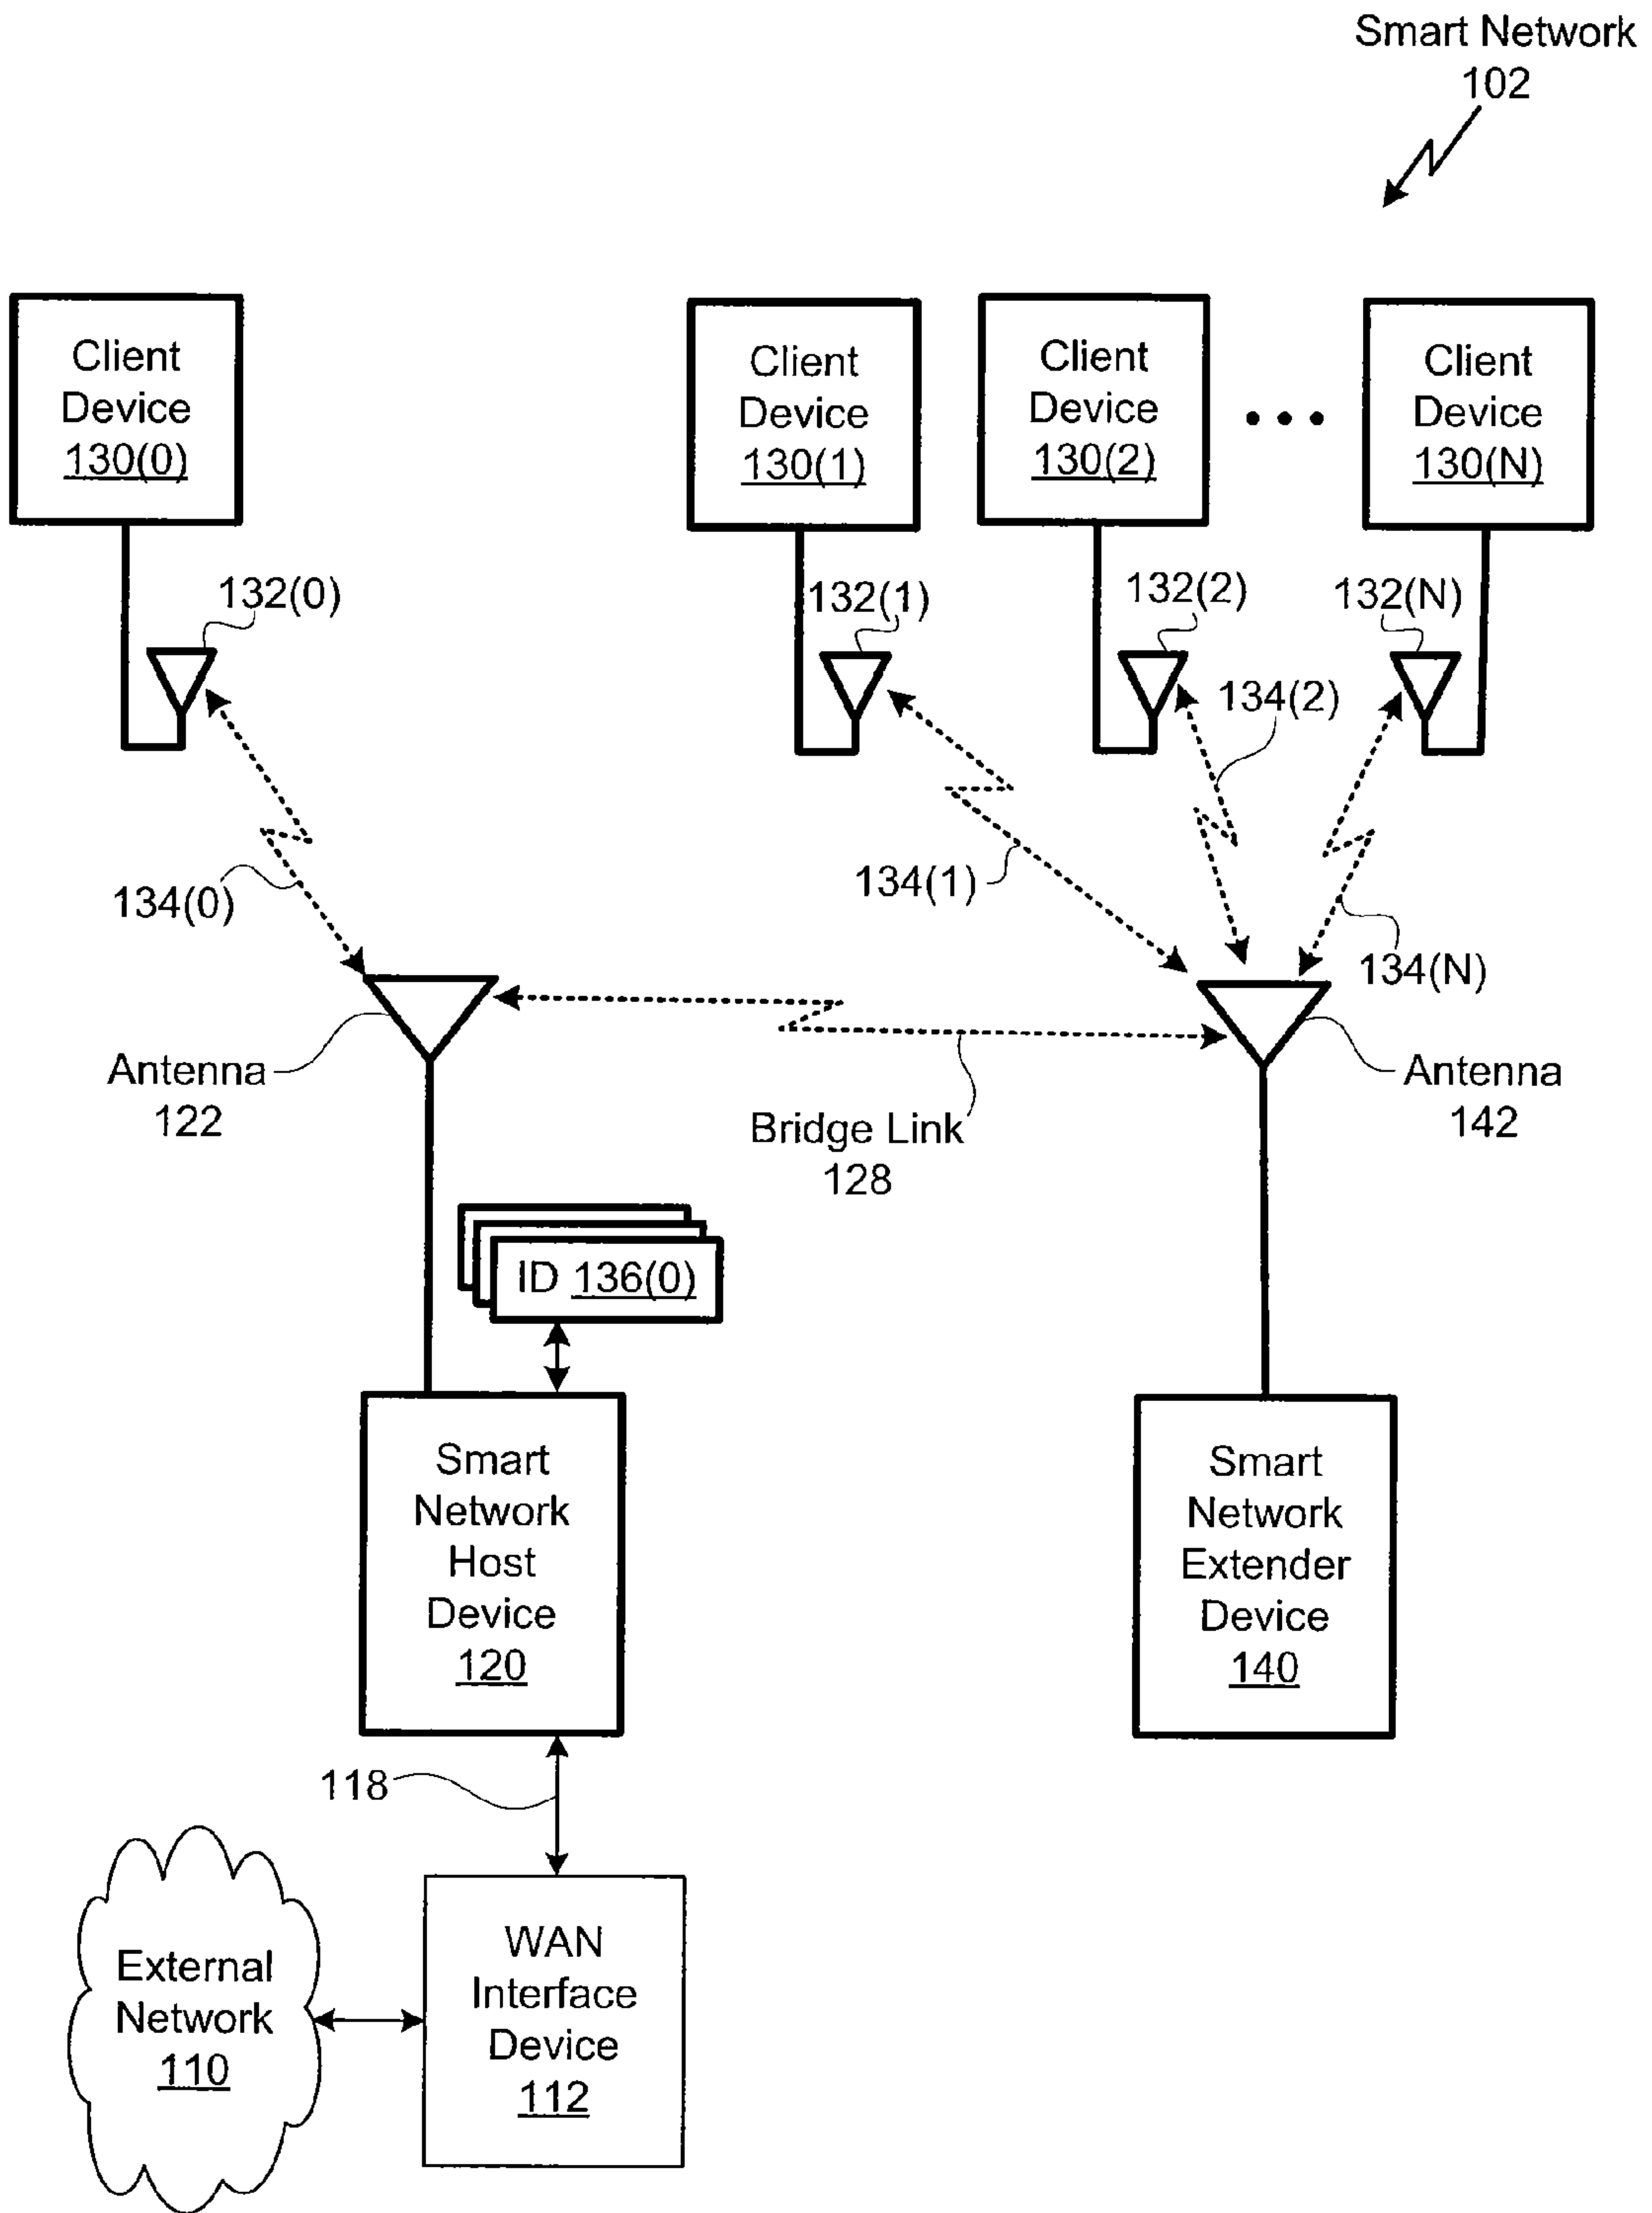 Smart Network
102
Client
Device
130(0)
Client
Device
130(1)
Client
Device
130(2)
Client
Device
130(N)
132(0)
132(1)
132(2)
132(N)
134(2)
134(0)
134(1)
134(N)
Antenna
122
Bridge Link
128
Antenna
142
ID 136(0)
Smart
Network
Host
Device
120
Smart
Network
Extender
Device
140
118
External
Network
110
WAN
Interface
Device
112